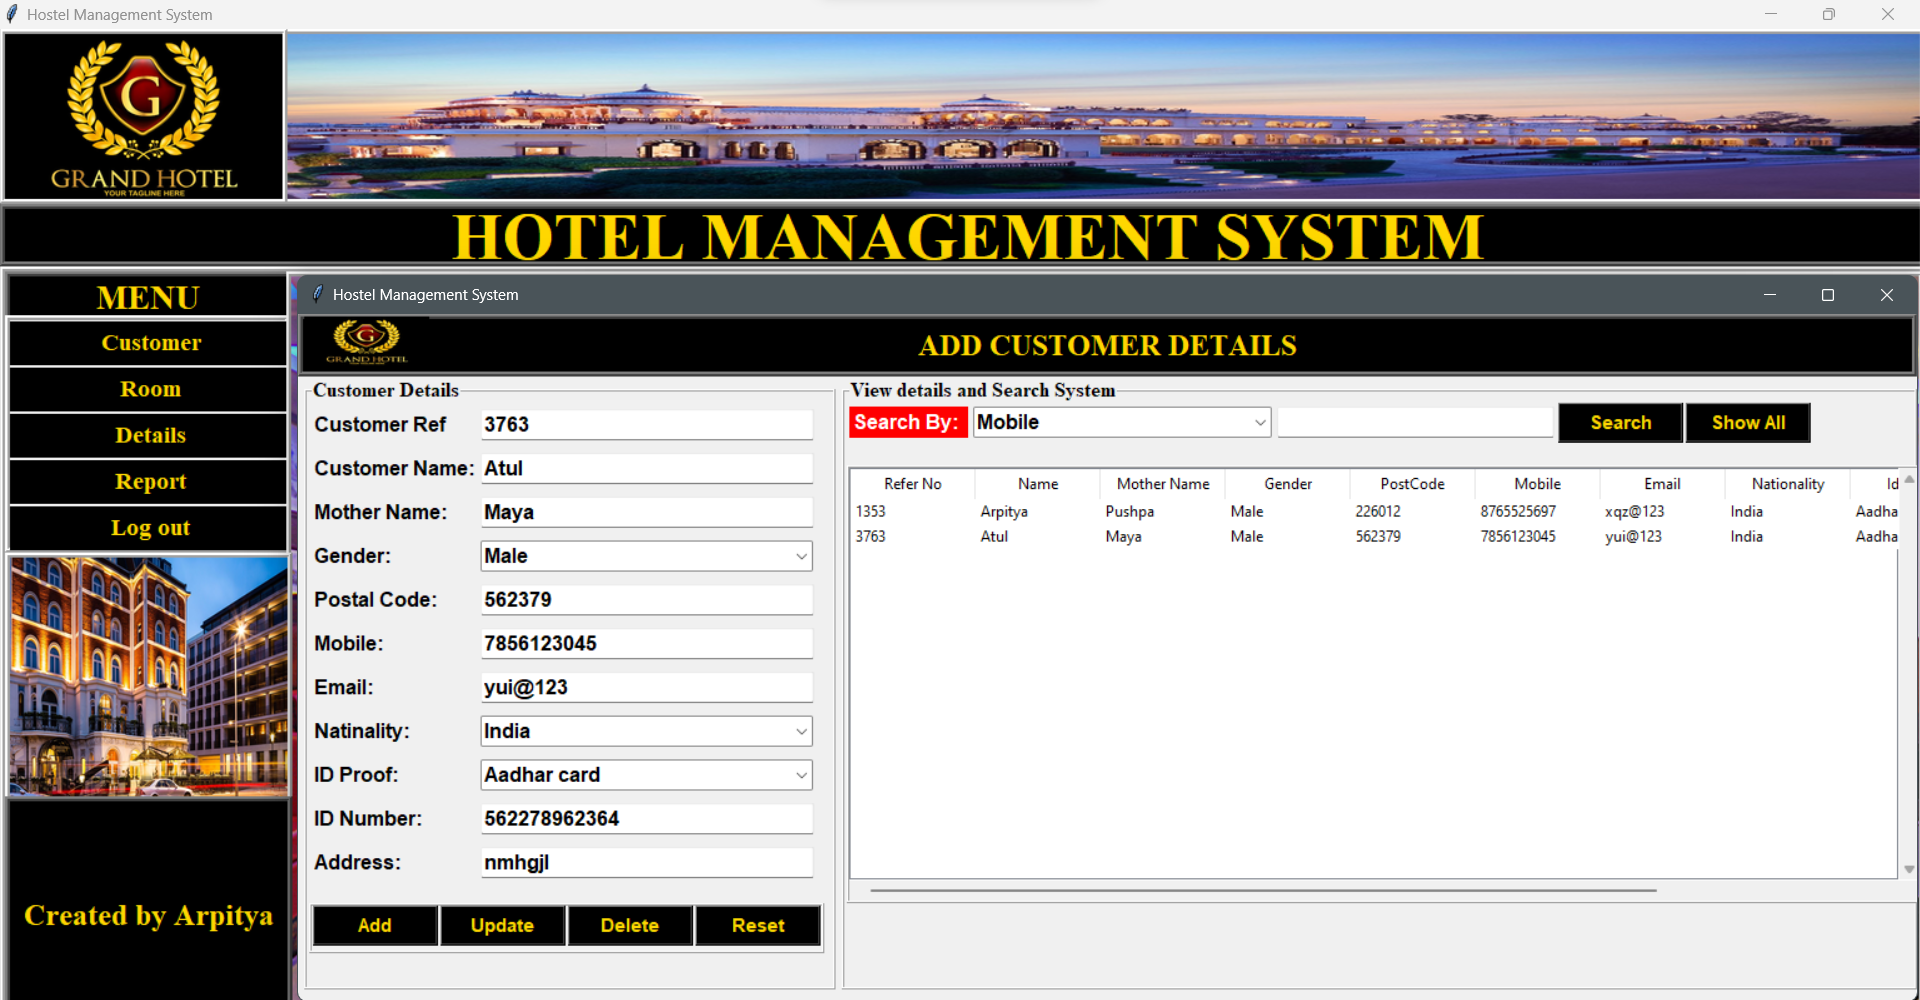 Hostel Management System
G
GRAND HOTEL
YOUR TAGLINE HERE
HOTEL MANAGEMENT SYSTEM
MENU
Customer
Room
Details
Report
Log out
Created by Arpitya
Hostel Management System
G
GRAND HOTEL
ADD CUSTOMER DETAILS
Customer Details
Customer Ref 3763
Customer Name: Atul
Mother Name: Maya
Gender: Male
Postal Code: 562379
Mobile: 7856123045
Email: yui@123
Natinality: India
ID Proof: Aadhar card
ID Number: 562278962364
Address: nmhgjl
Add Update Delete Reset
View details and Search System
Search By: Mobile Search Show All
Refer No Name Mother Name Gender PostCode Mobile Email Nationality Id
1353 Arpitya Pushpa Male 226012 8765525697 xqz@123 India Aadha
3763 Atul Maya Male 562379 7856123045 yui@123 India Aadha